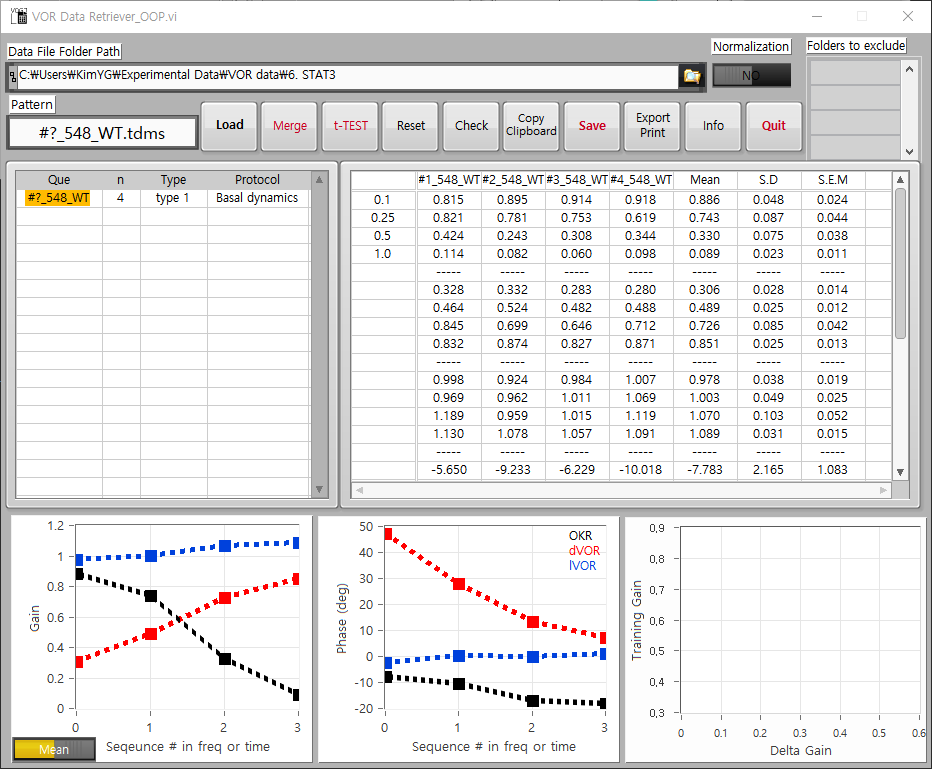 VOR Data Retriever_OOP.vi
Data File Folder Path
Normalization
Folders to exclude
C:₩Users₩KimYG₩Experimental Data₩VOR data₩6. STAT3
NO
Pattern
#?_548_WT.tdms
Load
Merge
t-TEST
Reset
Check
Copy
Clipboard
Save
Export
Print
Info
Quit
Que n Type Protocol
#?_548_WT 4 type 1 Basal dynamics
#1_548_WT #2_548_WT #3_548_WT #4_548_WT Mean S.D S.E.M
0.1 0.815 0.895 0.914 0.918 0.886 0.048 0.024
0.25 0.821 0.781 0.753 0.619 0.743 0.087 0.044
0.5 0.424 0.243 0.308 0.344 0.330 0.075 0.038
1.0 0.114 0.082 0.060 0.098 0.089 0.023 0.011
----- ----- ----- ----- ----- ----- -----
0.328 0.332 0.283 0.280 0.306 0.028 0.014
0.464 0.524 0.482 0.488 0.489 0.025 0.012
0.845 0.699 0.646 0.712 0.726 0.085 0.042
0.832 0.874 0.827 0.871 0.851 0.025 0.013
----- ----- ----- ----- ----- ----- -----
0.998 0.924 0.984 1.007 0.978 0.038 0.019
0.969 0.962 1.011 1.069 1.003 0.049 0.025
1.189 0.959 1.015 1.119 1.070 0.103 0.052
1.130 1.078 1.057 1.091 1.089 0.031 0.015
----- ----- ----- ----- ----- ----- -----
-5.650 -9.233 -6.229 -10.018 -7.783 2.165 1.083
Gain
1.2
1
0.8
0.6
0.4
0.2
0
0 1 2 3
Seqeunce # in freq or time
Mean
Phase (deg)
50
40
30
20
10
0
-10
-20
OKR
dVOR
lVOR
0 1 2 3
Sequence # in freq or time
Training Gain
0,9
0,8
0,7
0,6
0,5
0,4
0,3
0 0.1 0.2 0.3 0.4 0.5 0.6
Delta Gain